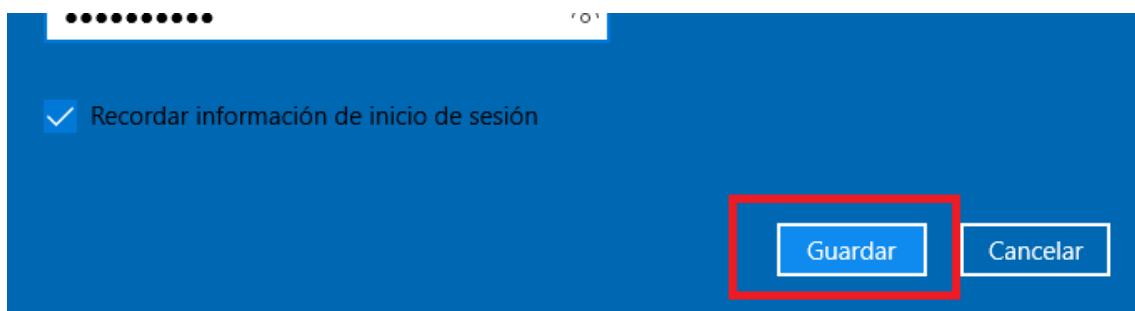 ••••••••••
Recordar información de inicio de sesión
Guardar Cancelar